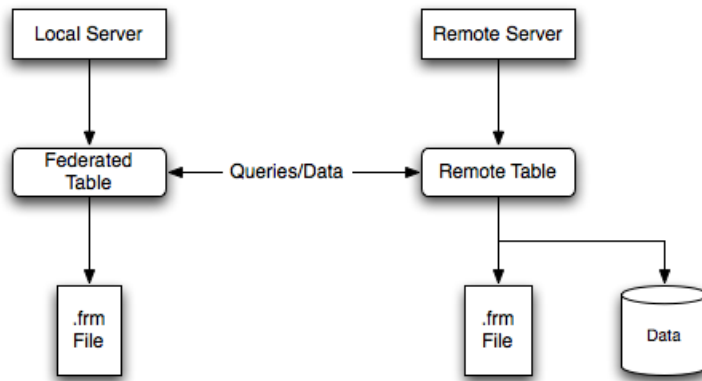 Local Server
Remote Server
Federated
Table
Queries/Data
Remote Table
.frm
File
.frm
File
Data